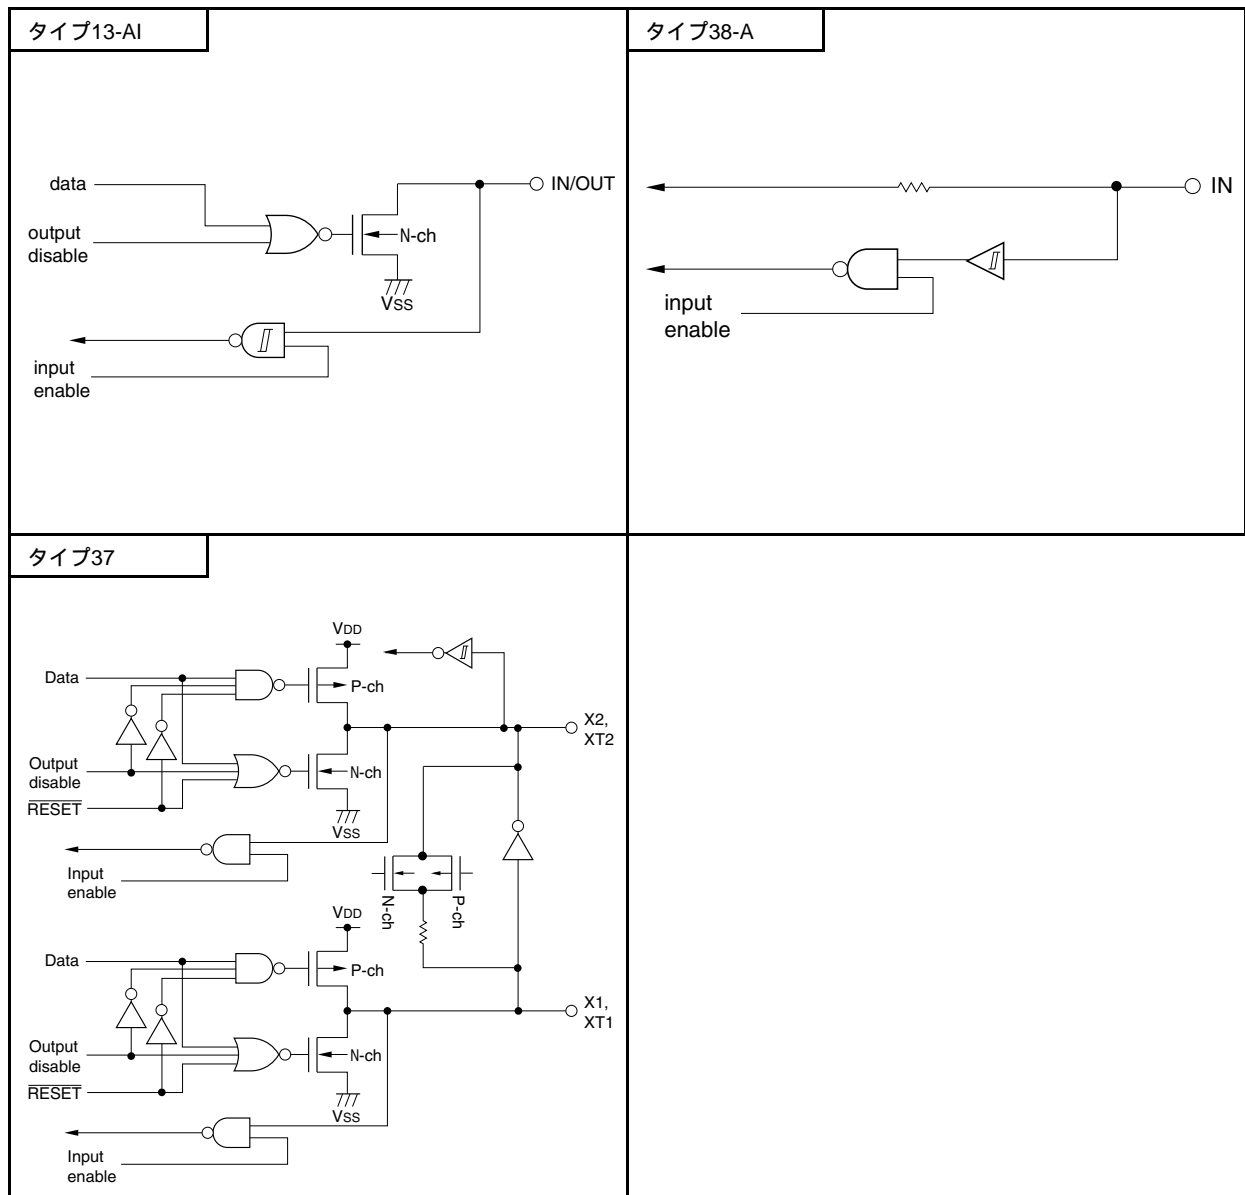 タイプ13-AI
data
output
disable
N-ch
VSS
IN/OUT
input
enable
タイプ38-A
IN
input
enable
タイプ37
VDD
Data
P-ch
X2,
XT2
Output
disable
N-ch
RESET
VSS
Input
enable
N-ch
P-ch
VDD
Data
P-ch
X1,
XT1
Output
disable
N-ch
RESET
VSS
Input
enable